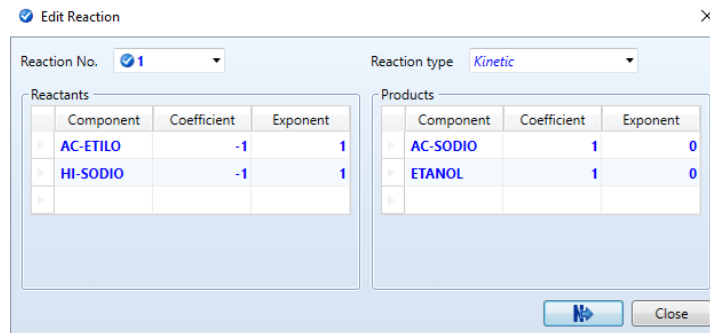 Edit Reaction
Reaction No. 1 Reaction type Kinetic
Reactants Products
Component Coefficient Exponent Component Coefficient Exponent
AC-ETILO -1 1 AC-SODIO 1 0
HI-SODIO -1 1 ETANOL 1 0
N Close